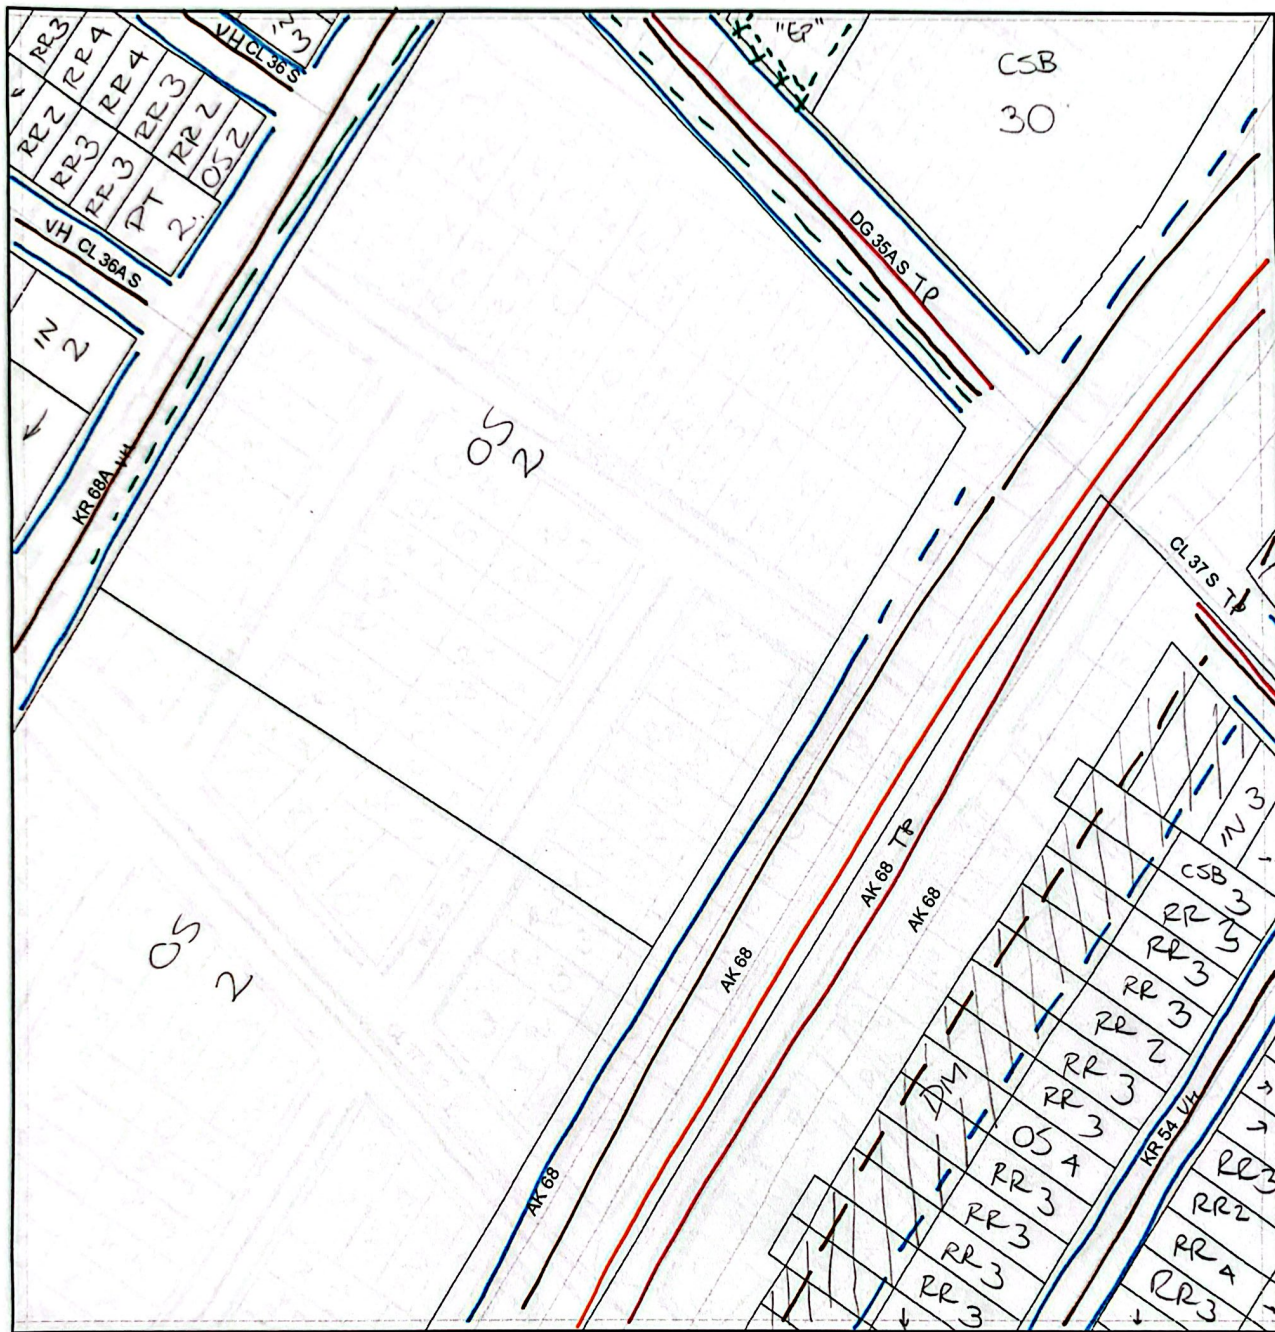 RR3
RR4
RR4
RR3
RR2
OS2
RR2
RR3
RR3
PT
2
VH CL 36 S
IN
3
VH CL 36A S
IN
2
KR 68A VH
"EP"
CSB
30
DG 35A S TP
OS
2
CL 37 S TP
OS
2
AK 68 TP
AK 68
AK 68
AK 68
DM
IN 3
CSB 3
RR 3
RR 3
RR 3
RR 2
RR 3
RR 3
OS 4
RR 3
RR 3
RR 3
RR 3
KR 54 VH
RR3
RR2
RR4
RR3